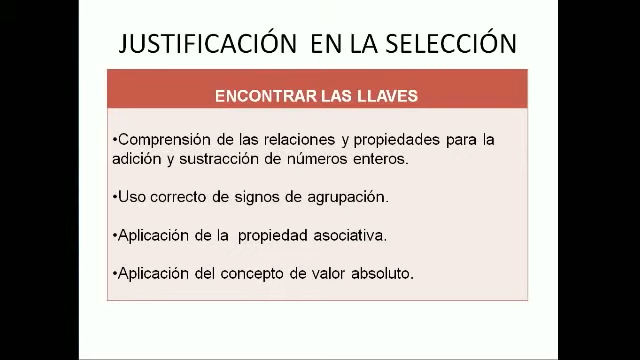 JUSTIFICACIÓN EN LA SELECCIÓN
ENCONTRAR LAS LLAVES
•Comprensión de las relaciones y propiedades para la
adición y sustracción de números enteros.
•Uso correcto de signos de agrupación.
•Aplicación de la propiedad asociativa.
•Aplicación del concepto de valor absoluto.